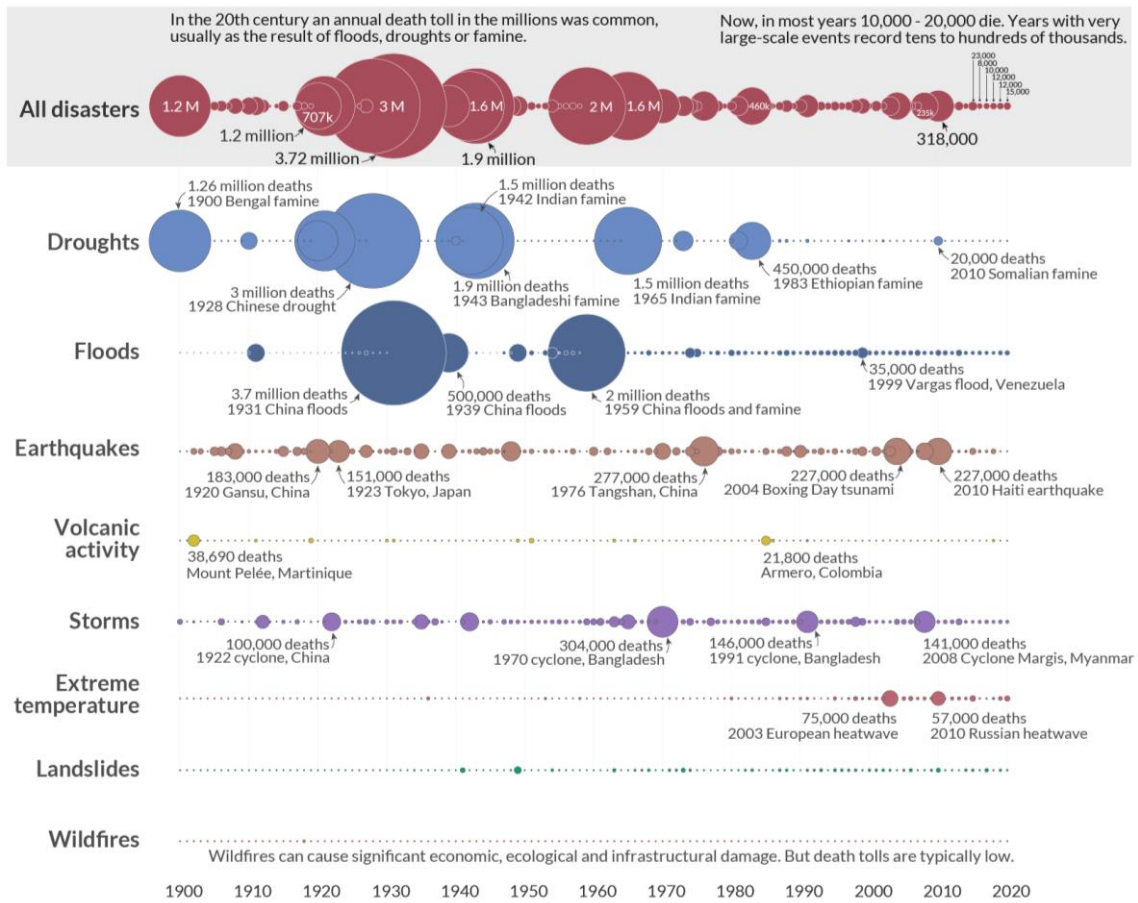 In the 20th century an annual death toll in the millions was common,
usually as the result of floods, droughts or famine.
Now, in most years 10,000 - 20,000 die. Years with very
large-scale events record tens to hundreds of thousands.
23,000
8,000
10,000
12,000
15,000
All disasters
1.2 M
707k
3 M
1.6 M
2 M
1.6 M
460k
235k
1.2 million
3.72 million
1.9 million
318,000
Droughts
1.26 million deaths
1900 Bengal famine
3 million deaths
1928 Chinese drought
1.5 million deaths
1942 Indian famine
1.9 million deaths
1943 Bangladeshi famine
1.5 million deaths
1965 Indian famine
450,000 deaths
1983 Ethiopian famine
20,000 deaths
2010 Somalian famine
Floods
3.7 million deaths
1931 China floods
500,000 deaths
1939 China floods
2 million deaths
1959 China floods and famine
35,000 deaths
1999 Vargas flood, Venezuela
Earthquakes
183,000 deaths
1920 Gansu, China
151,000 deaths
1923 Tokyo, Japan
277,000 deaths
1976 Tangshan, China
227,000 deaths
2004 Boxing Day tsunami
227,000 deaths
2010 Haiti earthquake
Volcanic
activity
38,690 deaths
Mount Pelée, Martinique
21,800 deaths
Armero, Colombia
Storms
100,000 deaths
1922 cyclone, China
304,000 deaths
1970 cyclone, Bangladesh
146,000 deaths
1991 cyclone, Bangladesh
141,000 deaths
2008 Cyclone Margis, Myanmar
Extreme
temperature
75,000 deaths
2003 European heatwave
57,000 deaths
2010 Russian heatwave
Landslides
Wildfires
Wildfires can cause significant economic, ecological and infrastructural damage. But death tolls are typically low.
1900 1910 1920 1930 1940 1950 1960 1970 1980 1990 2000 2010 2020